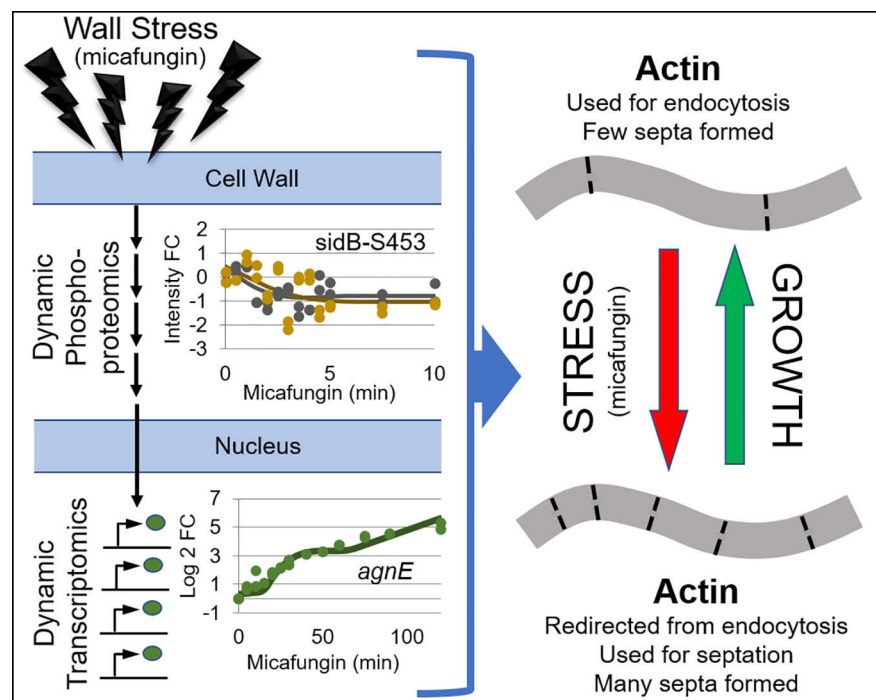 Wall Stress
(micafungin)
Cell Wall
Dynamic
Phospho-
proteomics
sidB-S453
Intensity FC
2
1
0
-1
-2
-3
0
5
10
Micafungin (min)
Nucleus
Dynamic
Transcriptomics
Log 2 FC
7
5
3
1
-1
agnE
0
50
100
Micafungin (min)
Actin
Used for endocytosis
Few septa formed
STRESS
(micafungin)
GROWTH
Actin
Redirected from endocytosis
Used for septation
Many septa formed